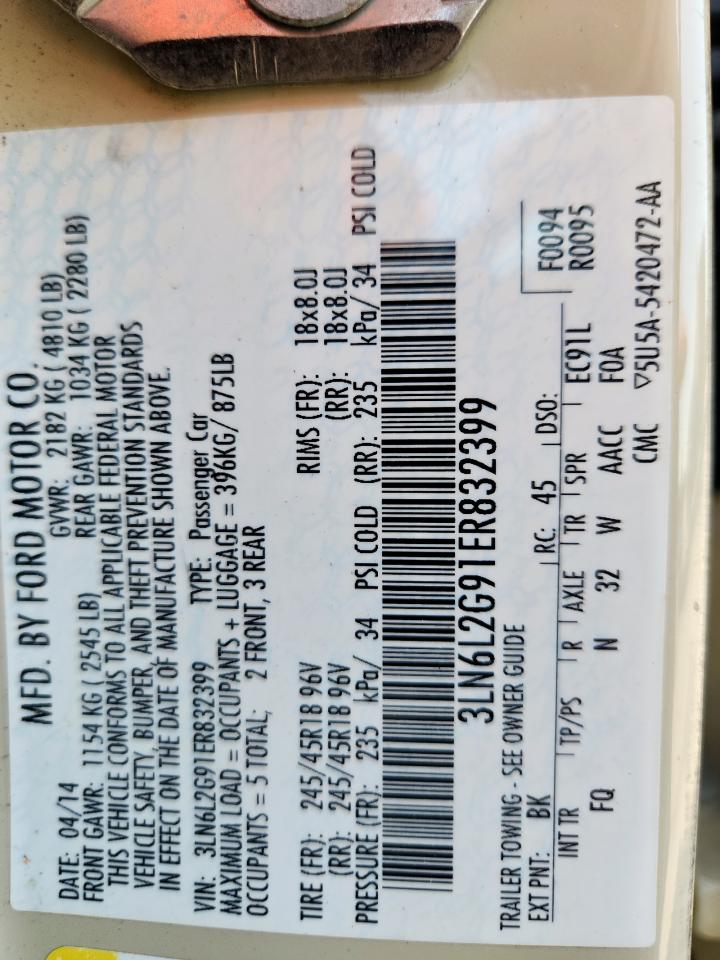 MFD. BY FORD MOTOR CO.
DATE: 04/14 GVWR: 2182 KG ( 4810 LB)
FRONT GAWR: 1154 KG ( 2545 LB) REAR GAWR: 1034 KG ( 2280 LB)
THIS VEHICLE CONFORMS TO ALL APPLICABLE FEDERAL MOTOR
VEHICLE SAFETY, BUMPER, AND THEFT PREVENTION STANDARDS
IN EFFECT ON THE DATE OF MANUFACTURE SHOWN ABOVE.
VIN: 3LN6L2G91ER832399 TYPE: Passenger Car
MAXIMUM LOAD = OCCUPANTS + LUGGAGE = 396KG/ 875LB
OCCUPANTS = 5 TOTAL; 2 FRONT, 3 REAR
TIRE (FR): 245/45R18 96V RIMS (FR): 18x8.0J
(RR): 245/45R18 96V (RR): 18x8.0J
PRESSURE (FR): 235 kPa/ 34 PSI COLD (RR): 235 kPa/ 34 PSI COLD
3LN6L2G91ER832399
TRAILER TOWING - SEE OWNER GUIDE
EXT PNT: BK RC: 45 DSO: F0094
R0095
INT TR TP/PS R AXLE TR SPR EC91L
FQ N 32 W AACC F0A
CMC ▽5U5A-5420472-AA